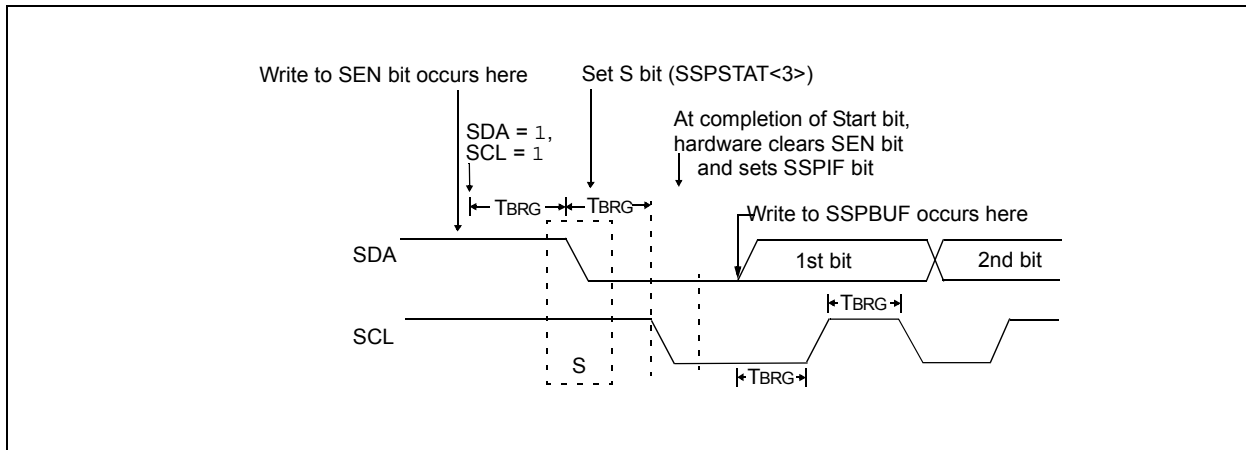 Write to SEN bit occurs here
Set S bit (SSPSTAT<3>)
SDA = 1,
SCL = 1
At completion of Start bit,
hardware clears SEN bit
and sets SSPIF bit
TBRG
TBRG
Write to SSPBUF occurs here
SDA
1st bit
2nd bit
TBRG
SCL
S
TBRG